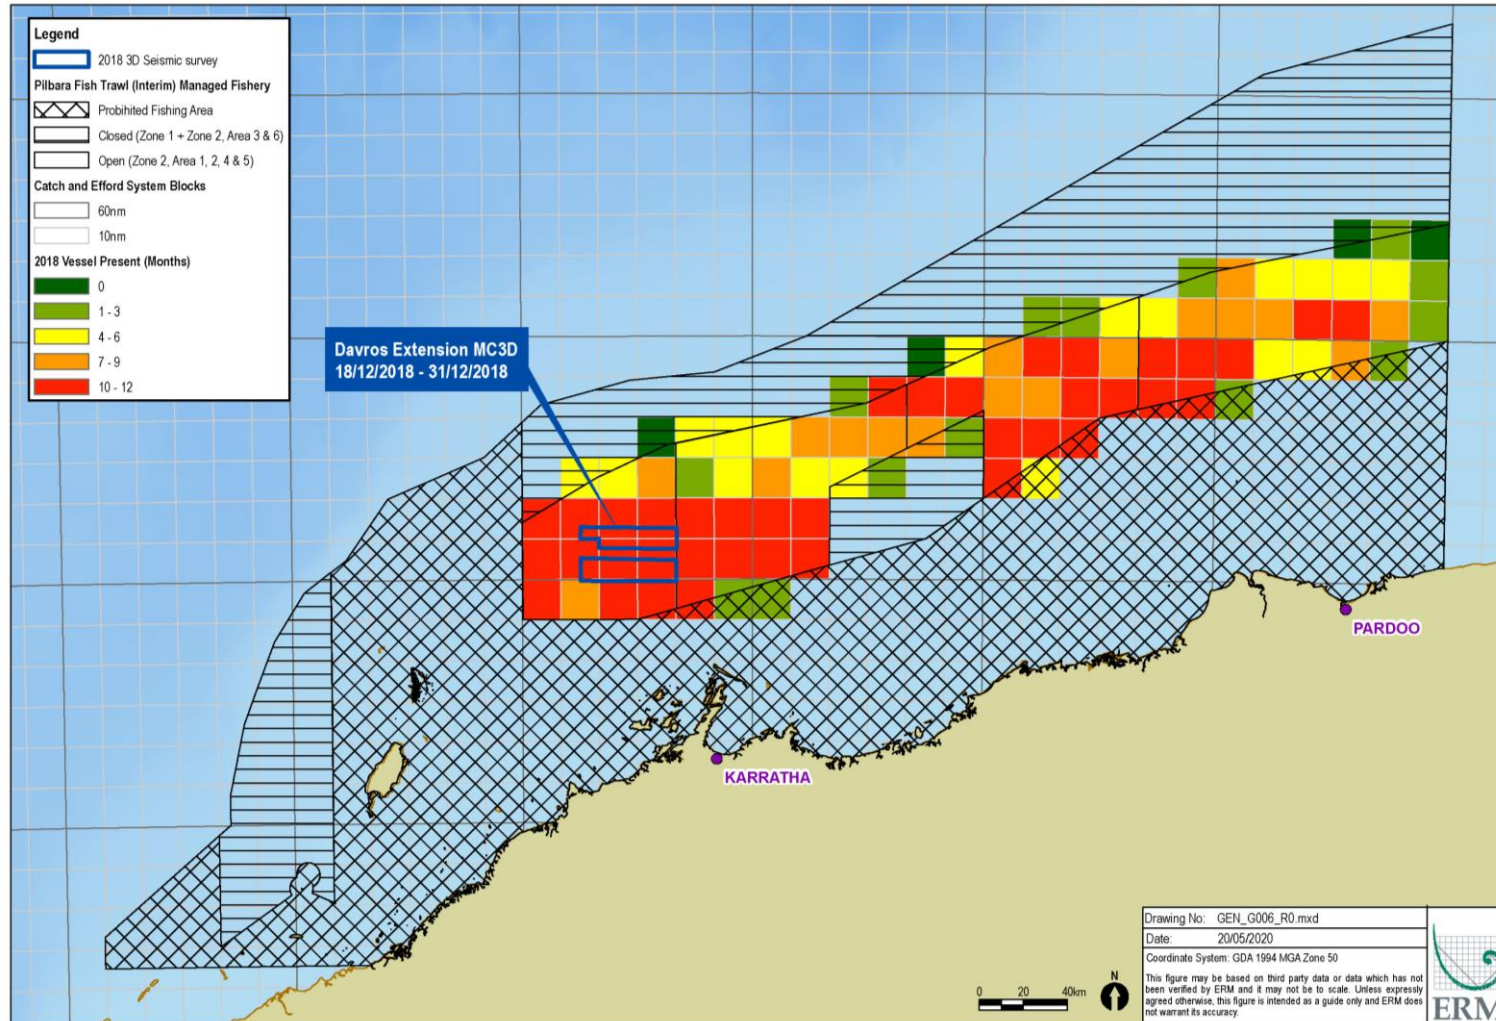 Legend
2018 3D Seismic survey
Pilbara Fish Trawl (Interim) Managed Fishery
Probihited Fishing Area
Closed (Zone 1 + Zone 2, Area 3 & 6)
Open (Zone 2, Area 1, 2, 4 & 5)
Catch and Efford System Blocks
60nm
10nm
2018 Vessel Present (Months)
0
1 - 3
4 - 6
7 - 9
10 - 12
Davros Extension MC3D
18/12/2018 - 31/12/2018
PARDOO
KARRATHA
0 20 40km
N
Drawing No: GEN_G006_R0.mxd
Date: 20/05/2020
Coordinate System: GDA 1994 MGA Zone 50
This figure may be based on third party data or data which has not
been verified by ERM and it may not be to scale. Unless expressly
agreed otherwise, this figure is intended as a guide only and ERM does
not warrant its accuracy.
ERM